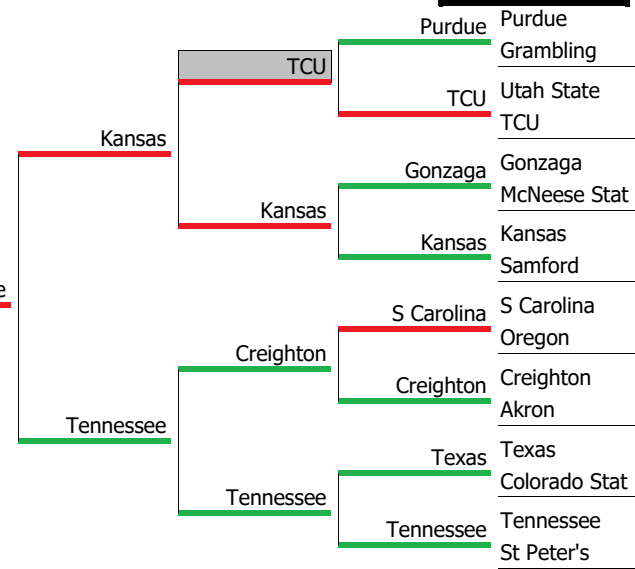 Purdue
Purdue
Grambling
TCU
TCU
Utah State
TCU
Kansas
Gonzaga
Gonzaga
McNeese Stat
Kansas
Kansas
Kansas
Samford
e
S Carolina
S Carolina
Oregon
Creighton
Creighton
Creighton
Akron
Tennessee
Texas
Texas
Colorado Stat
Tennessee
Tennessee
Tennessee
St Peter's